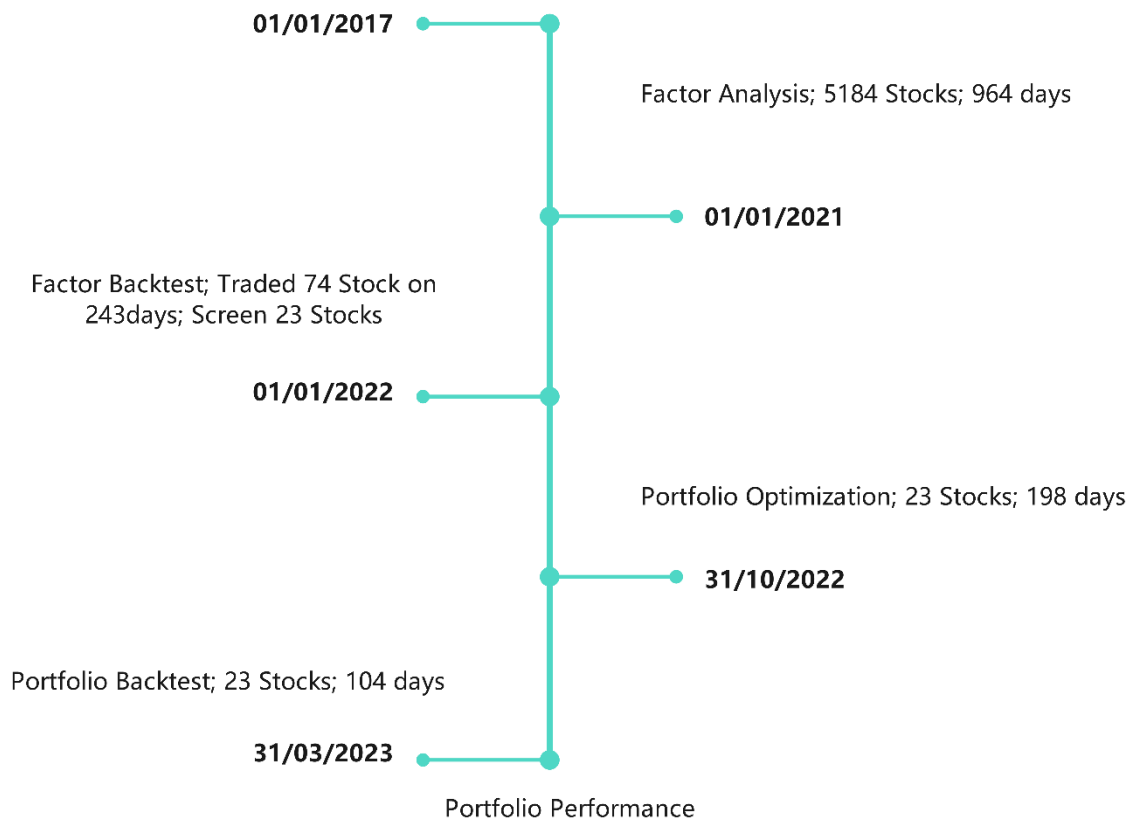 01/01/2017
Factor Analysis; 5184 Stocks; 964 days
01/01/2021
Factor Backtest; Traded 74 Stock on
243days; Screen 23 Stocks
01/01/2022
Portfolio Optimization; 23 Stocks; 198 days
31/10/2022
Portfolio Backtest; 23 Stocks; 104 days
31/03/2023
Portfolio Performance